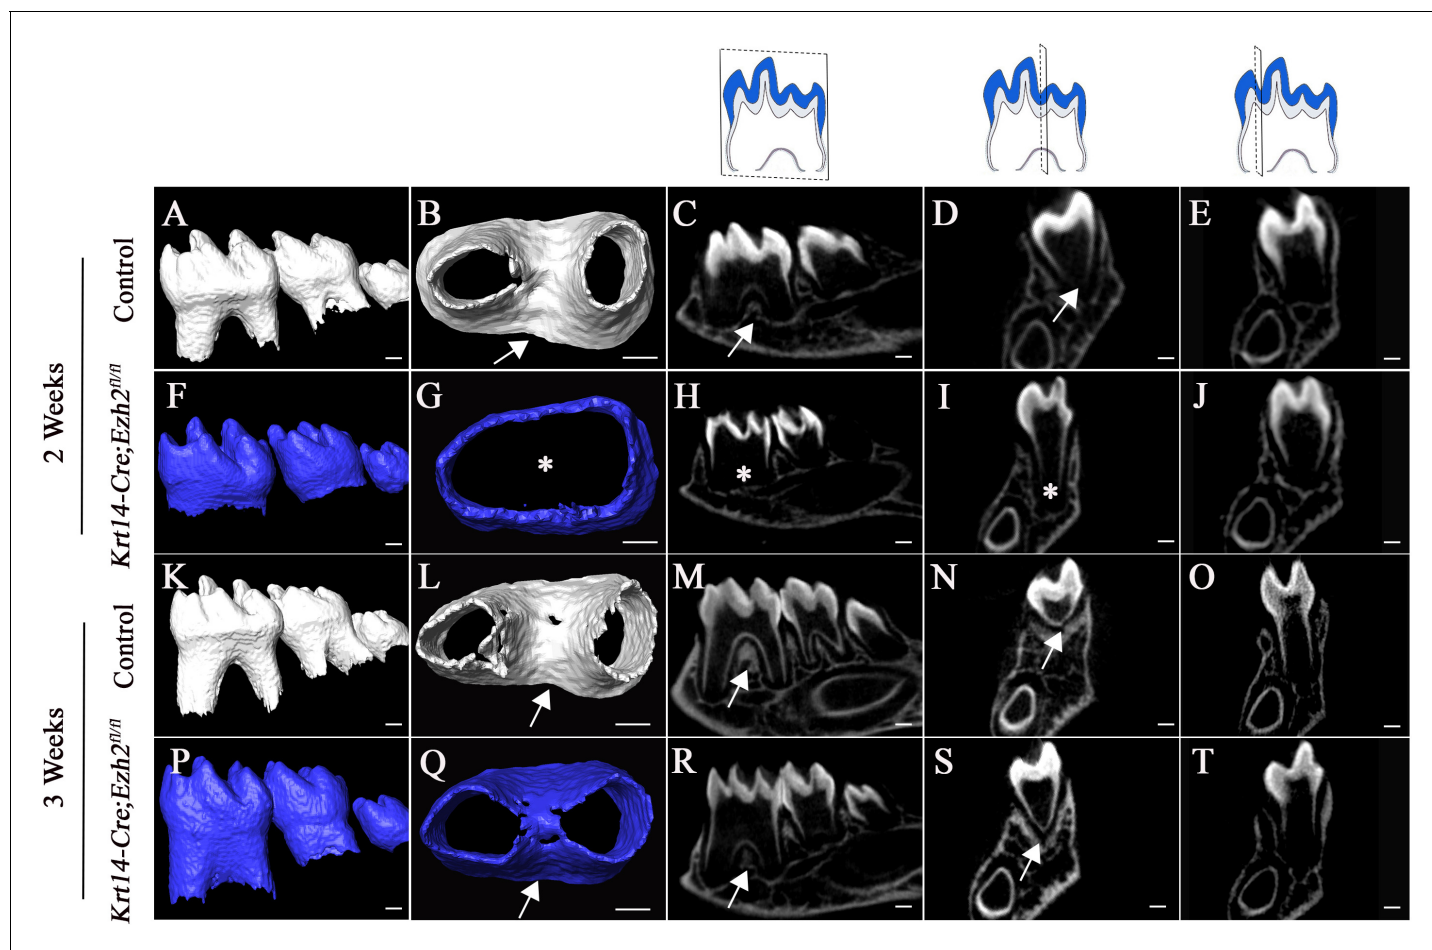 2 Weeks
Control
Krt14-Cre;Ezh2fl/fl
A
B
C
D
E
F
G
*
H
*
I
*
J
3 Weeks
Control
Krt14-Cre;Ezh2fl/fl
K
L
M
N
O
P
Q
R
S
T